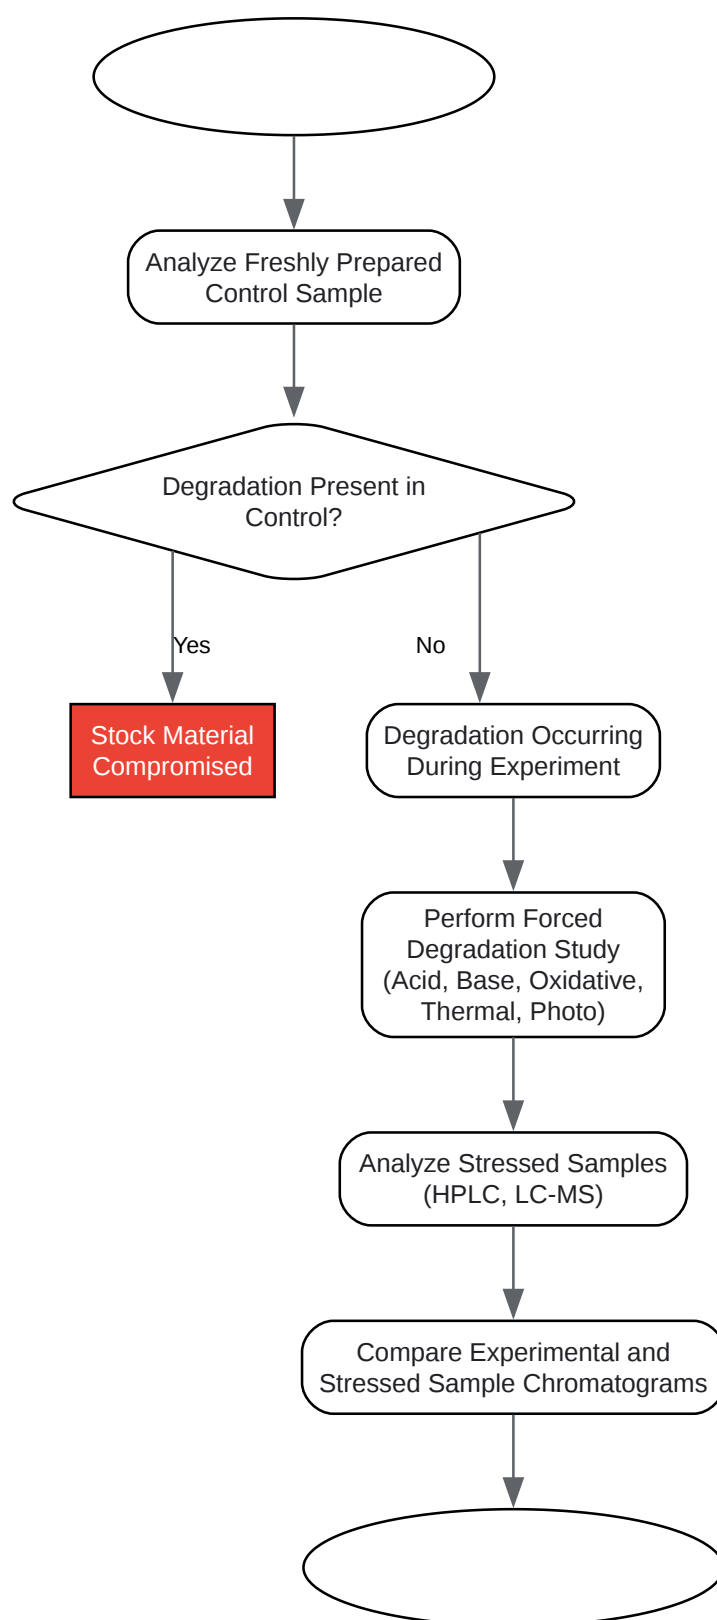 Analyze Freshly Prepared
Control Sample
Degradation Present in
Control?
Yes
No
Stock Material
Compromised
Degradation Occurring
During Experiment
Perform Forced
Degradation Study
(Acid, Base, Oxidative,
Thermal, Photo)
Analyze Stressed Samples
(HPLC, LC-MS)
Compare Experimental and
Stressed Sample Chromatograms